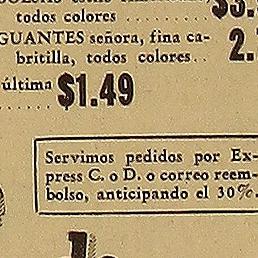 todos colores ..........
GUANTES señora, fina ca-
britilla, todos colores..
última
..... $1.49
Servimos pedidos por Ex-
press C. o D. o correo reem-
bolso, anticipando el 30%.